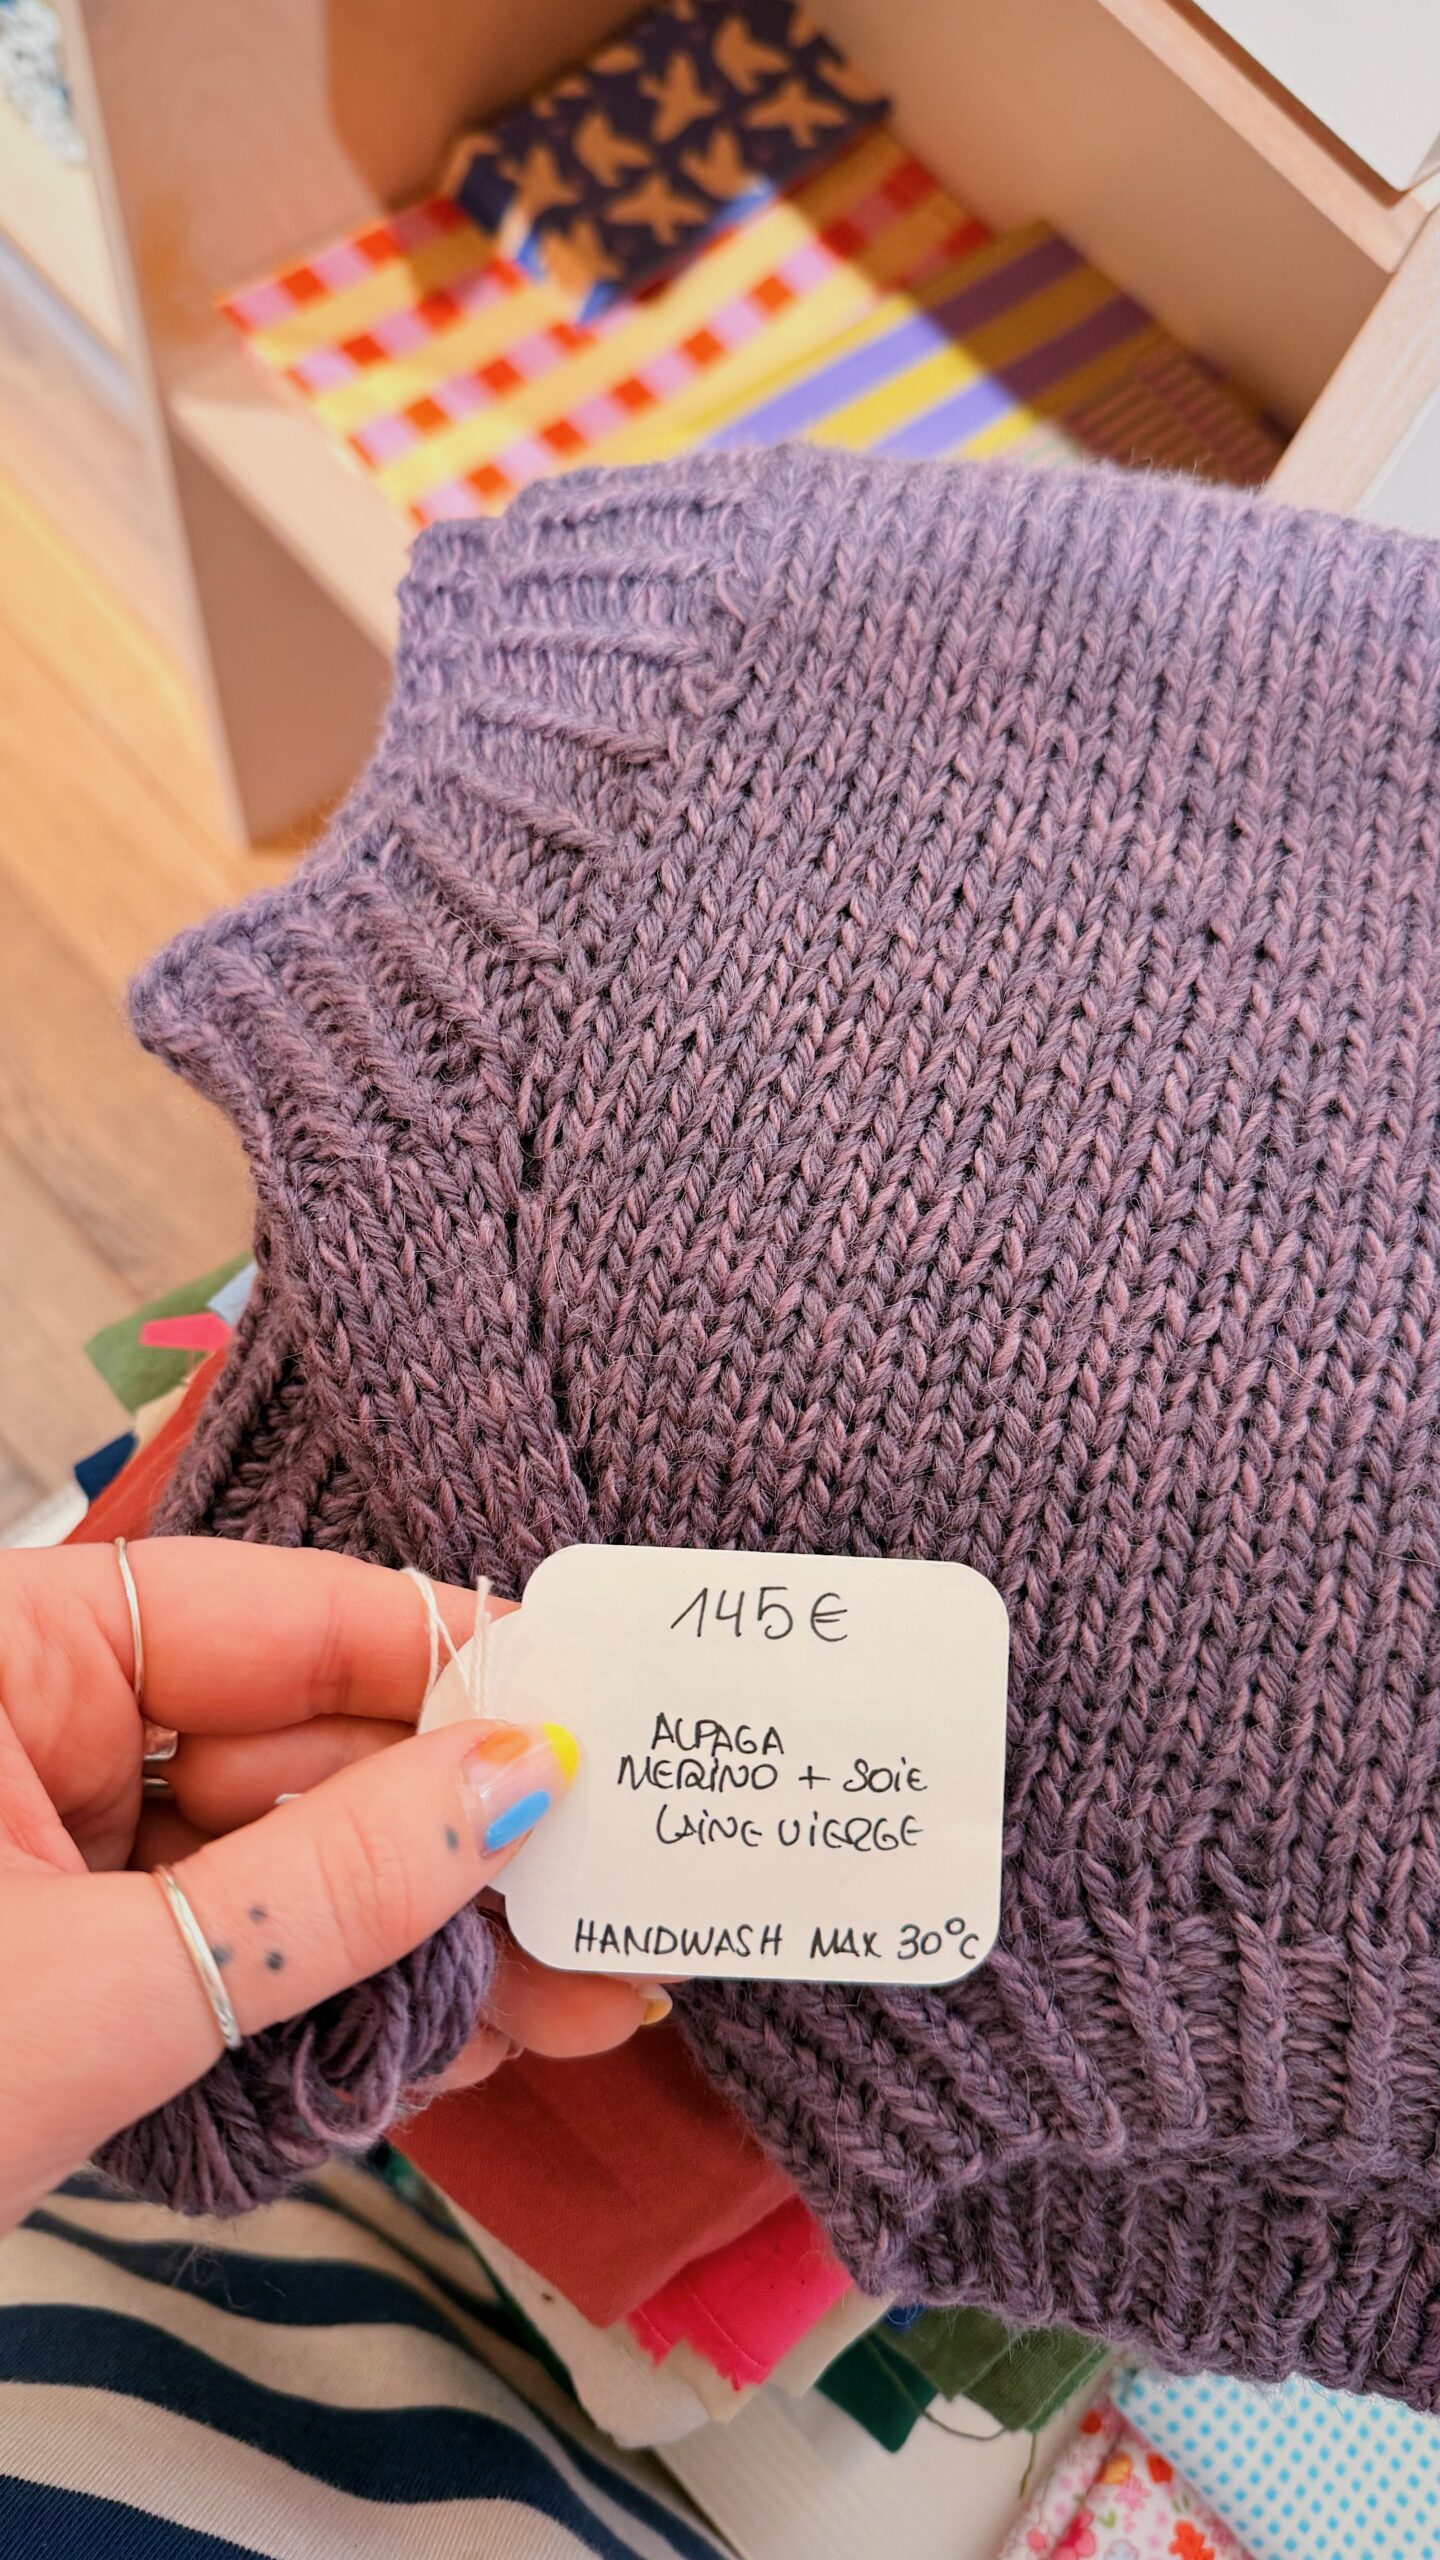 145€
ALPAGA
MERINO + SOIE
LAINE VIERGE
HANDWASH MAX 30°C